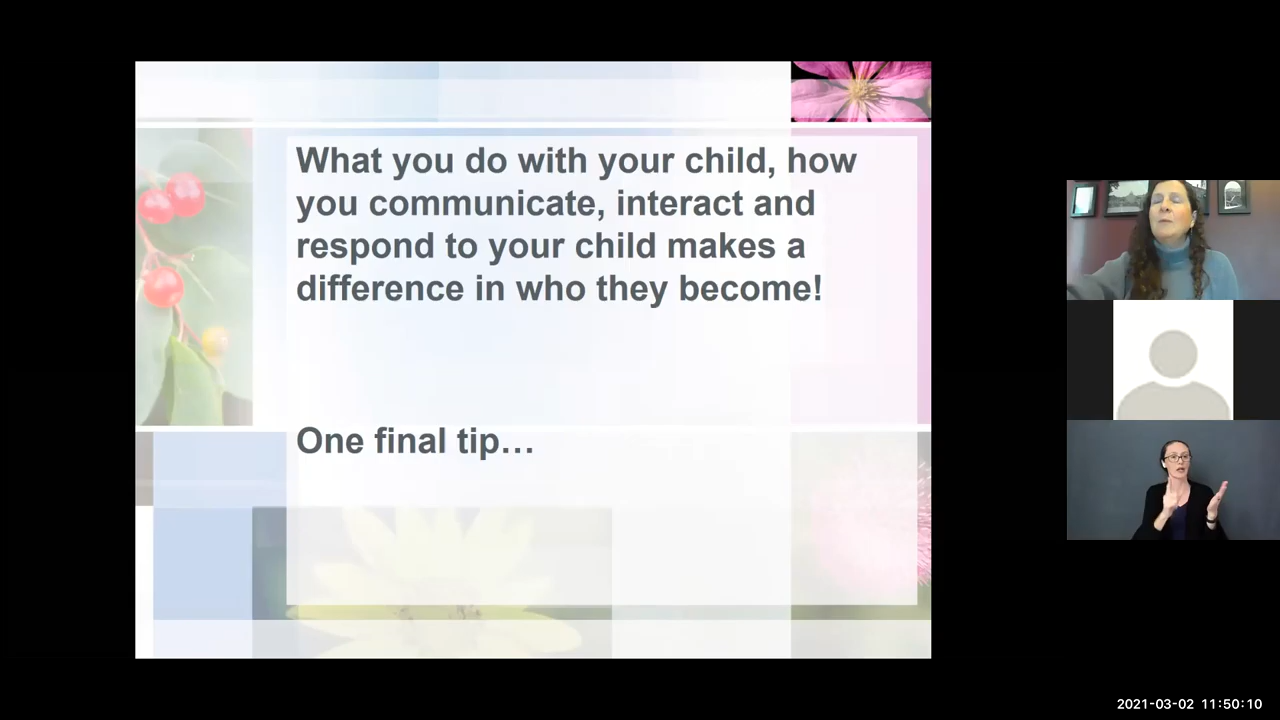 What you do with your child, how
you communicate, interact and
respond to your child makes a
difference in who they become!
One final tip...
2021-03-02 11:50:10